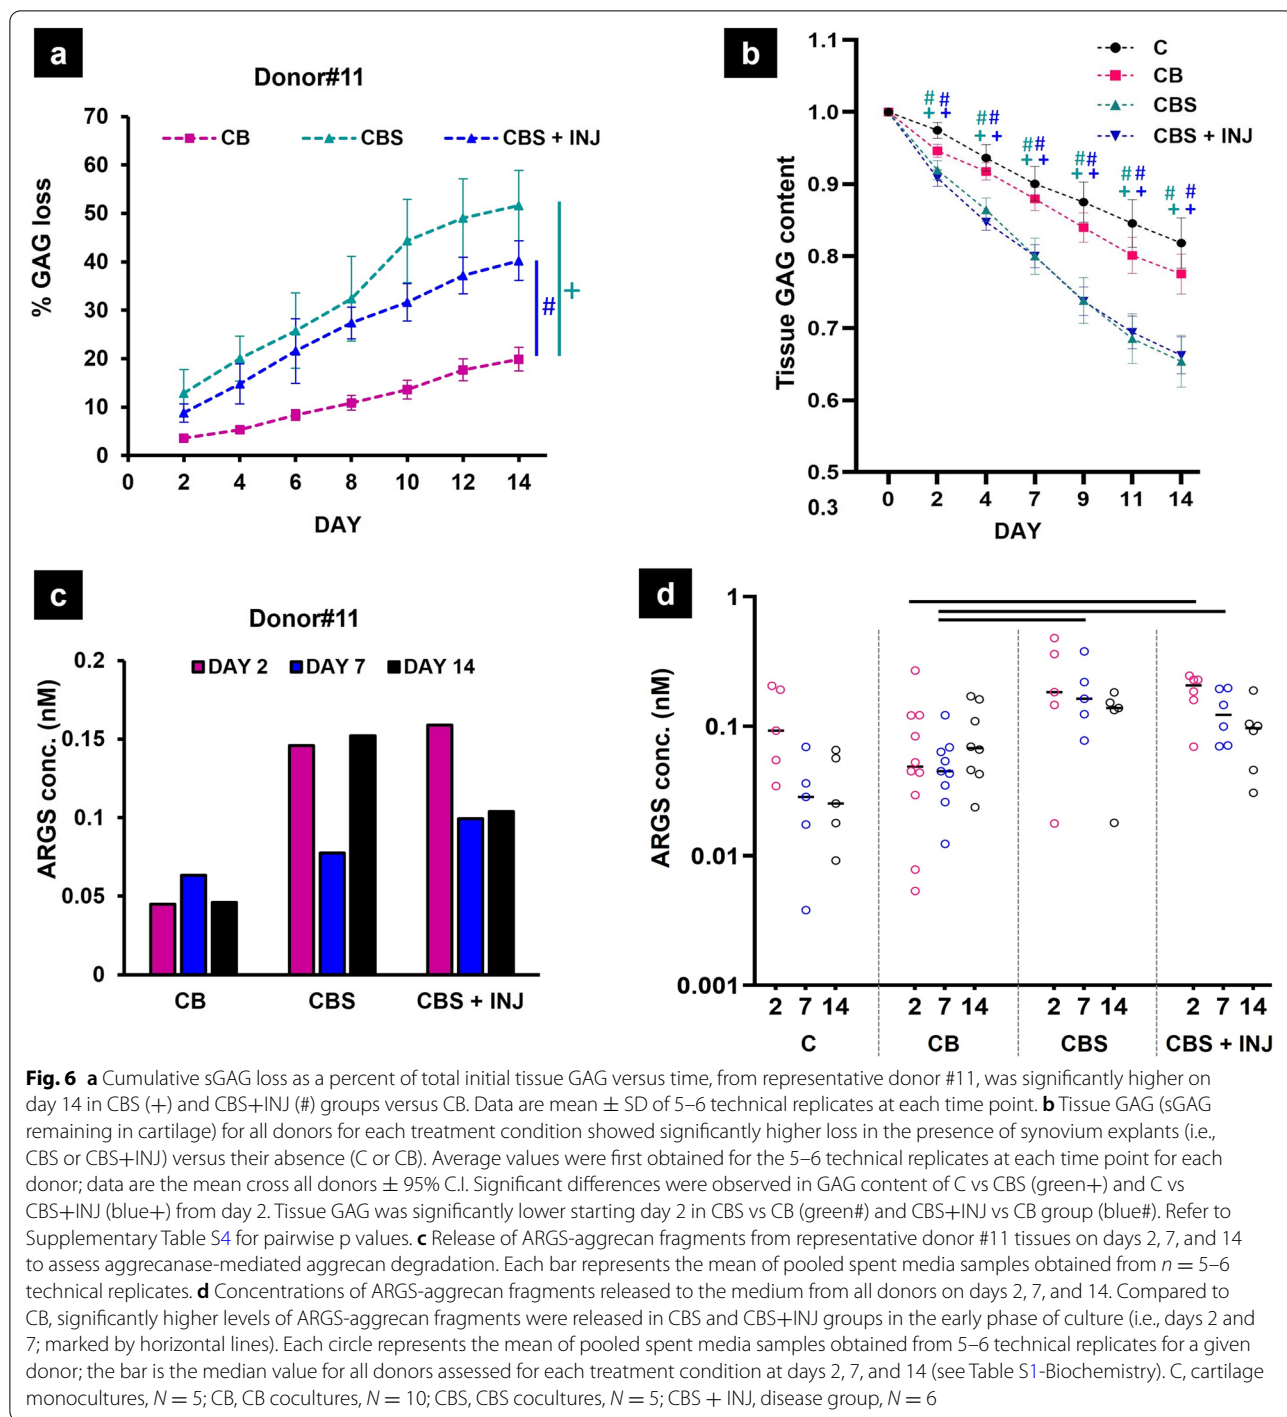 a
Donor#11
70
60
50
40
30
20
10
0
% GAG loss
CB
CBS
CBS + INJ
#
+
0 2 4 6 8 10 12 14
DAY
b
1.1
1.0
0.9
0.8
0.7
0.6
0.5
0.3
Tissue GAG content
C
CB
CBS
CBS + INJ
# # # # # # # # # # # #
+ + + + + + + + + + + +
0 2 4 7 9 11 14
DAY
c
Donor#11
DAY 2 DAY 7 DAY 14
0.2
0.15
0.1
0.05
0
ARGS conc. (nM)
CB CBS CBS + INJ
d
1
0.1
0.01
0.001
ARGS conc. (nM)
2 7 14 2 7 14 2 7 14 2 7 14
C CB CBS CBS + INJ
Fig. 6 a Cumulative sGAG loss as a percent of total initial tissue GAG versus time, from representative donor #11, was significantly higher on
day 14 in CBS (+) and CBS+INJ (#) groups versus CB. Data are mean ± SD of 5–6 technical replicates at each time point. b Tissue GAG (sGAG
remaining in cartilage) for all donors for each treatment condition showed significantly higher loss in the presence of synovium explants (i.e.,
CBS or CBS+INJ) versus their absence (C or CB). Average values were first obtained for the 5–6 technical replicates at each time point for each
donor; data are the mean cross all donors ± 95% C.I. Significant differences were observed in GAG content of C vs CBS (green+) and C vs
CBS+INJ (blue+) from day 2. Tissue GAG was significantly lower starting day 2 in CBS vs CB (green#) and CBS+INJ vs CB group (blue#). Refer to
Supplementary Table S4 for pairwise p values. c Release of ARGS-aggrecan fragments from representative donor #11 tissues on days 2, 7, and 14
to assess aggrecanase-mediated aggrecan degradation. Each bar represents the mean of pooled spent media samples obtained from n = 5–6
technical replicates. d Concentrations of ARGS-aggrecan fragments released to the medium from all donors on days 2, 7, and 14. Compared to
CB, significantly higher levels of ARGS-aggrecan fragments were released in CBS and CBS+INJ groups in the early phase of culture (i.e., days 2 and
7; marked by horizontal lines). Each circle represents the mean of pooled spent media samples obtained from 5–6 technical replicates for a given
donor; the bar is the median value for all donors assessed for each treatment condition at days 2, 7, and 14 (see Table S1-Biochemistry). C, cartilage
monocultures, N = 5; CB, CB cocultures, N = 10; CBS, CBS cocultures, N = 5; CBS + INJ, disease group, N = 6